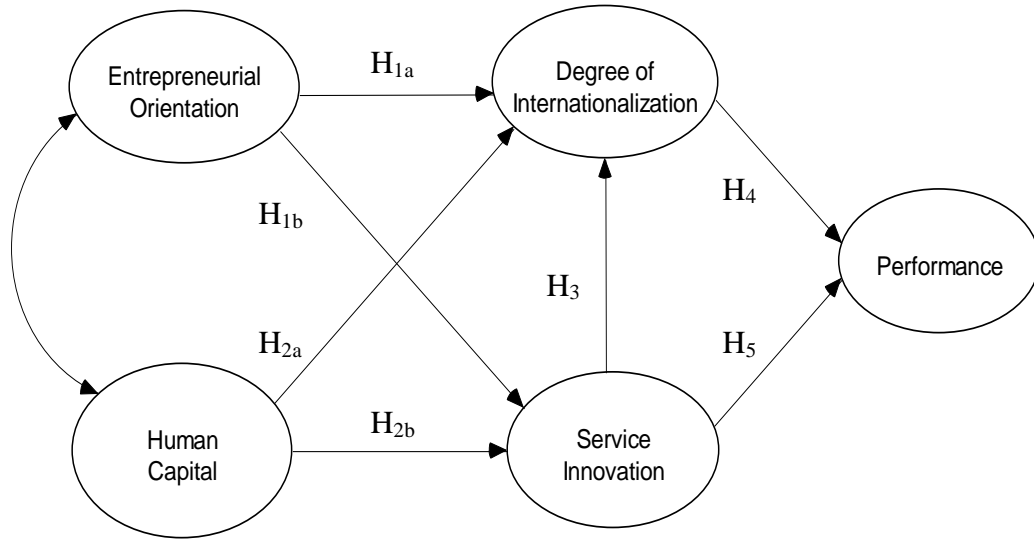 Entrepreneurial
Orientation
H1a
Degree of
Internationalization
H1b
H4
H3
Performance
H2a
H5
Human
Capital
H2b
Service
Innovation